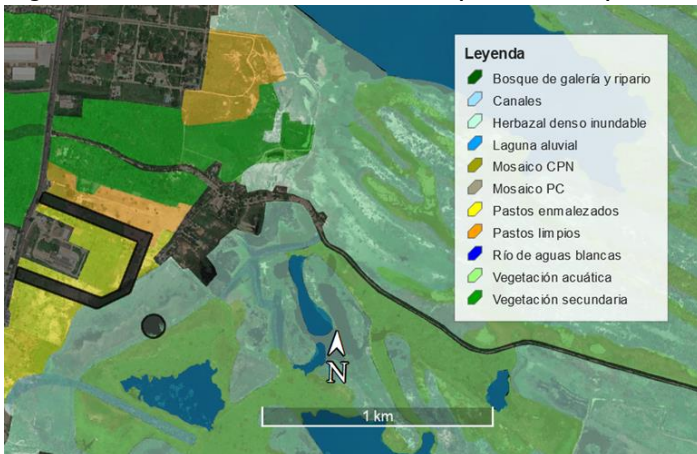 Leyenda
Bosque de galería y ripario
Canales
Herbazal denso inundable
Laguna aluvial
Mosaico CPN
Mosaico PC
Pastos enmalezados
Pastos limpios
Río de aguas blancas
Vegetación acuática
Vegetación secundaria
N
1 km